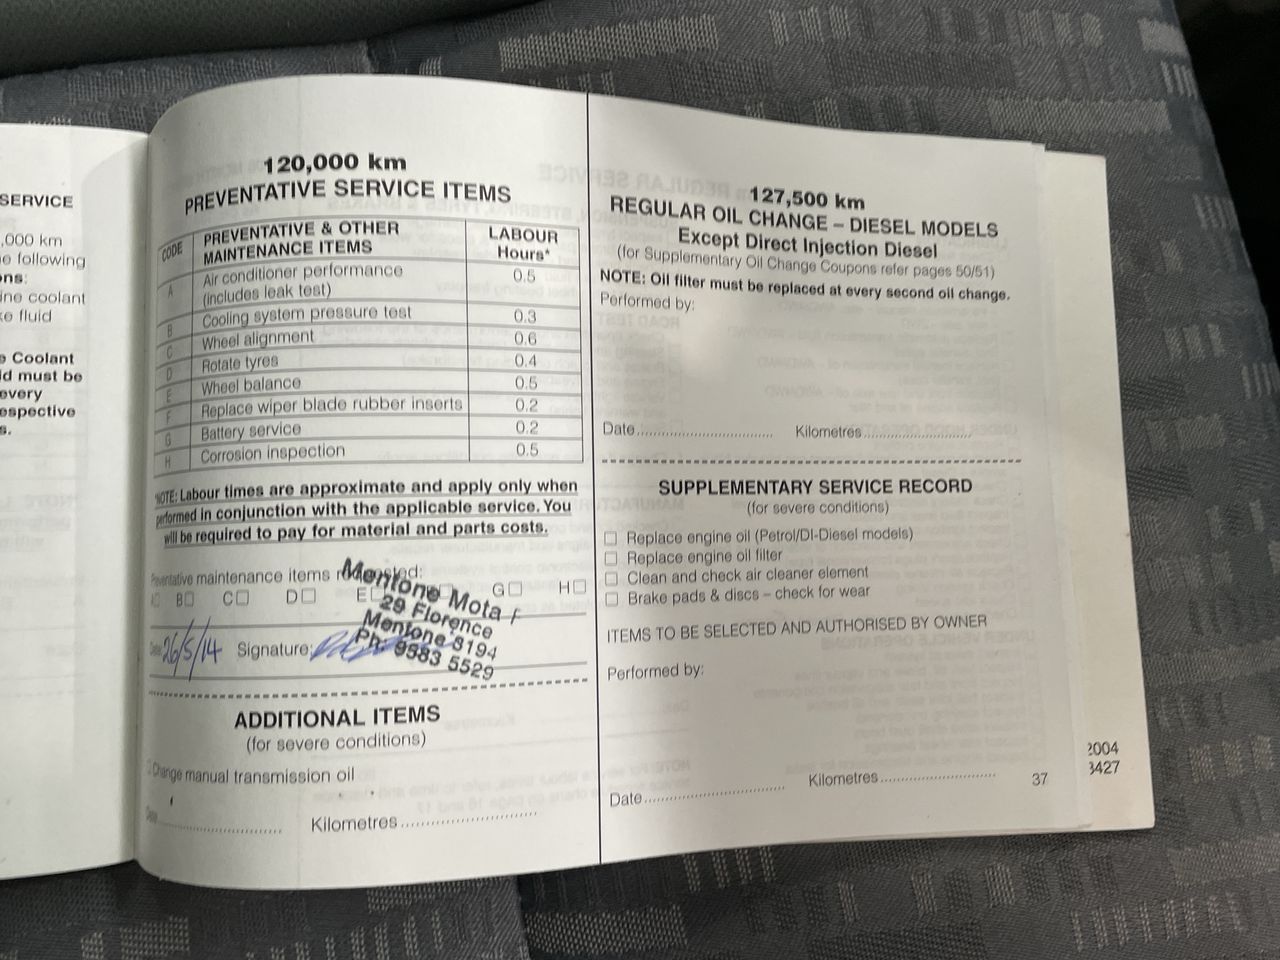 SERVICE
,000 km
e following
ons:
ine coolant
ke fluid
e Coolant
id must be
every
espective
s.
120,000 km
PREVENTATIVE SERVICE ITEMS
CODE PREVENTATIVE & OTHER MAINTENANCE ITEMS LABOUR Hours*
A Air conditioner performance (includes leak test) 0.5
B Cooling system pressure test 0.3
C Wheel alignment 0.6
D Rotate tyres 0.4
E Wheel balance 0.5
F Replace wiper blade rubber inserts 0.2
G Battery service 0.2
H Corrosion inspection 0.5
*NOTE: Labour times are approximate and apply only when
performed in conjunction with the applicable service. You
will be required to pay for material and parts costs.
Preventative maintenance items requested:
B C D E G H
Mentone Mota r
29 Florence
Mentone 3194
Ph: 9583 5529
Date 26/5/14 Signature:
ADDITIONAL ITEMS
(for severe conditions)
Change manual transmission oil
Date Kilometres
127,500 km
REGULAR OIL CHANGE – DIESEL MODELS
Except Direct Injection Diesel
(for Supplementary Oil Change Coupons refer pages 50/51)
NOTE: Oil filter must be replaced at every second oil change.
Performed by:
Date Kilometres
SUPPLEMENTARY SERVICE RECORD
(for severe conditions)
Replace engine oil (Petrol/DI-Diesel models)
Replace engine oil filter
Clean and check air cleaner element
Brake pads & discs – check for wear
ITEMS TO BE SELECTED AND AUTHORISED BY OWNER
Performed by:
Date Kilometres
37
2004
3427